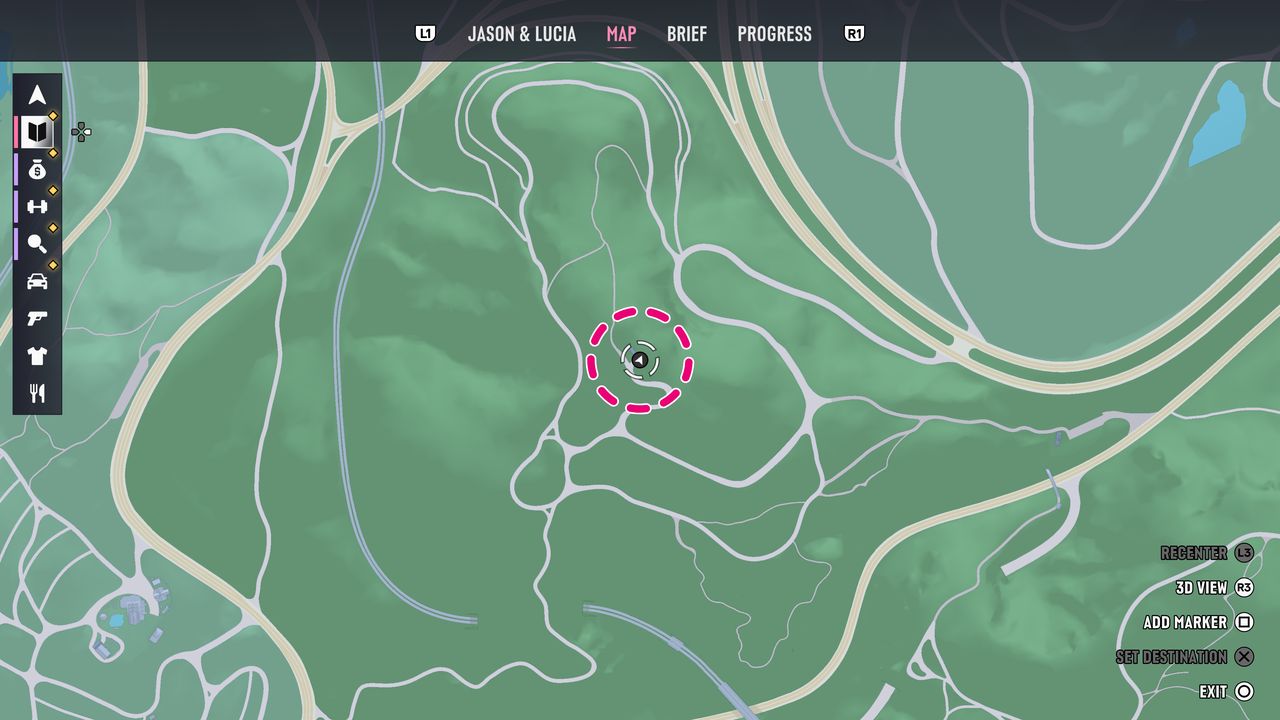 L1 JASON & LUCIA MAP BRIEF PROGRESS R1
$
RECENTER L3
3D VIEW R3
ADD MARKER
SET DESTINATION
EXIT